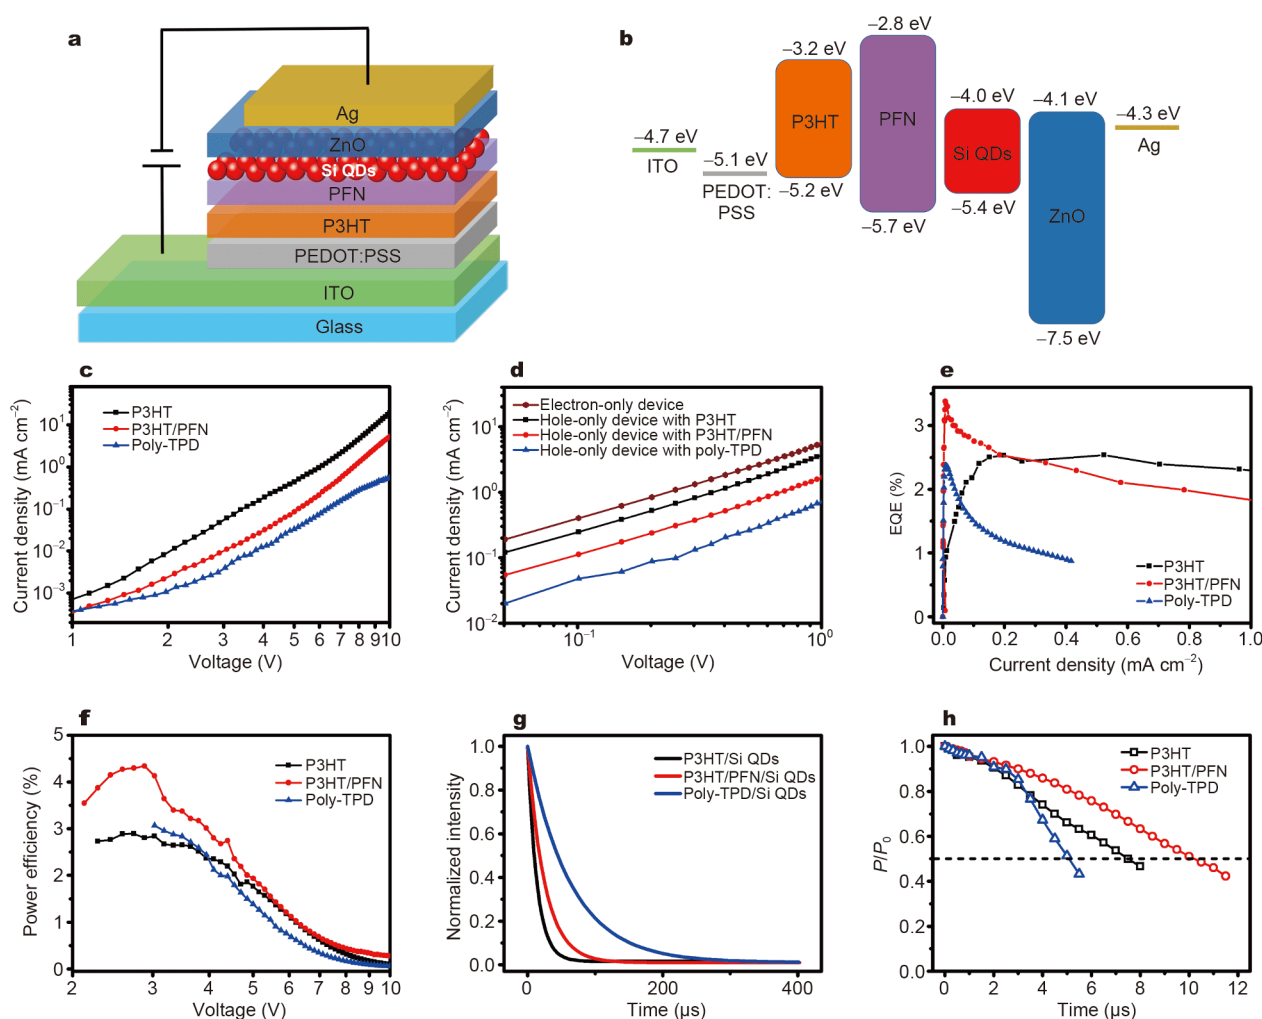 a
Ag
ZnO
Si QDs
PFN
P3HT
PEDOT:PSS
ITO
Glass
b
−2.8 eV
−3.2 eV
−4.0 eV
−4.1 eV
−4.3 eV
−4.7 eV
−5.1 eV
P3HT
PFN
Si QDs
ZnO
Ag
ITO
PEDOT:
PSS
−5.2 eV
−5.4 eV
−5.7 eV
−7.5 eV
c
Current density (mA cm⁻²)
10¹
10⁰
10⁻¹
10⁻²
10⁻³
P3HT
P3HT/PFN
Poly-TPD
1 2 3 4 5 6 7 8 9 10
Voltage (V)
d
Current density (mA cm⁻²)
10¹
10⁰
10⁻¹
10⁻²
Electron-only device
Hole-only device with P3HT
Hole-only device with P3HT/PFN
Hole-only device with poly-TPD
10⁻¹ 10⁰
Voltage (V)
e
EQE (%)
3
2
1
0
P3HT
P3HT/PFN
Poly-TPD
0.0 0.2 0.4 0.6 0.8 1.0
Current density (mA cm⁻²)
f
Power efficiency (%)
5
4
3
2
1
0
P3HT
P3HT/PFN
Poly-TPD
2 3 4 5 6 7 8 9 10
Voltage (V)
g
Normalized intensity
1.0
0.8
0.6
0.4
0.2
0.0
P3HT/Si QDs
P3HT/PFN/Si QDs
Poly-TPD/Si QDs
0 200 400
Time (μs)
h
P/P₀
1.0
0.8
0.6
0.4
0.2
0.0
P3HT
P3HT/PFN
Poly-TPD
0 2 4 6 8 10 12
Time (μs)